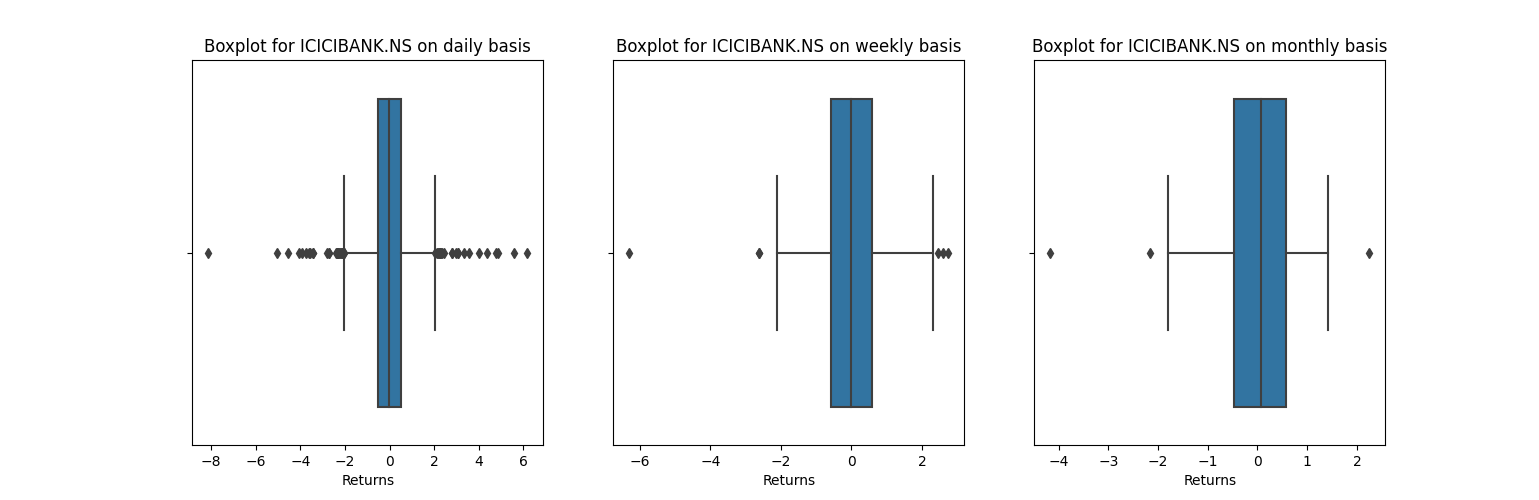 Boxplot for ICICIBANK.NS on daily basis
−8 −6 −4 −2 0 2 4 6
Returns
Boxplot for ICICIBANK.NS on weekly basis
−6 −4 −2 0 2
Returns
Boxplot for ICICIBANK.NS on monthly basis
−4 −3 −2 −1 0 1 2
Returns